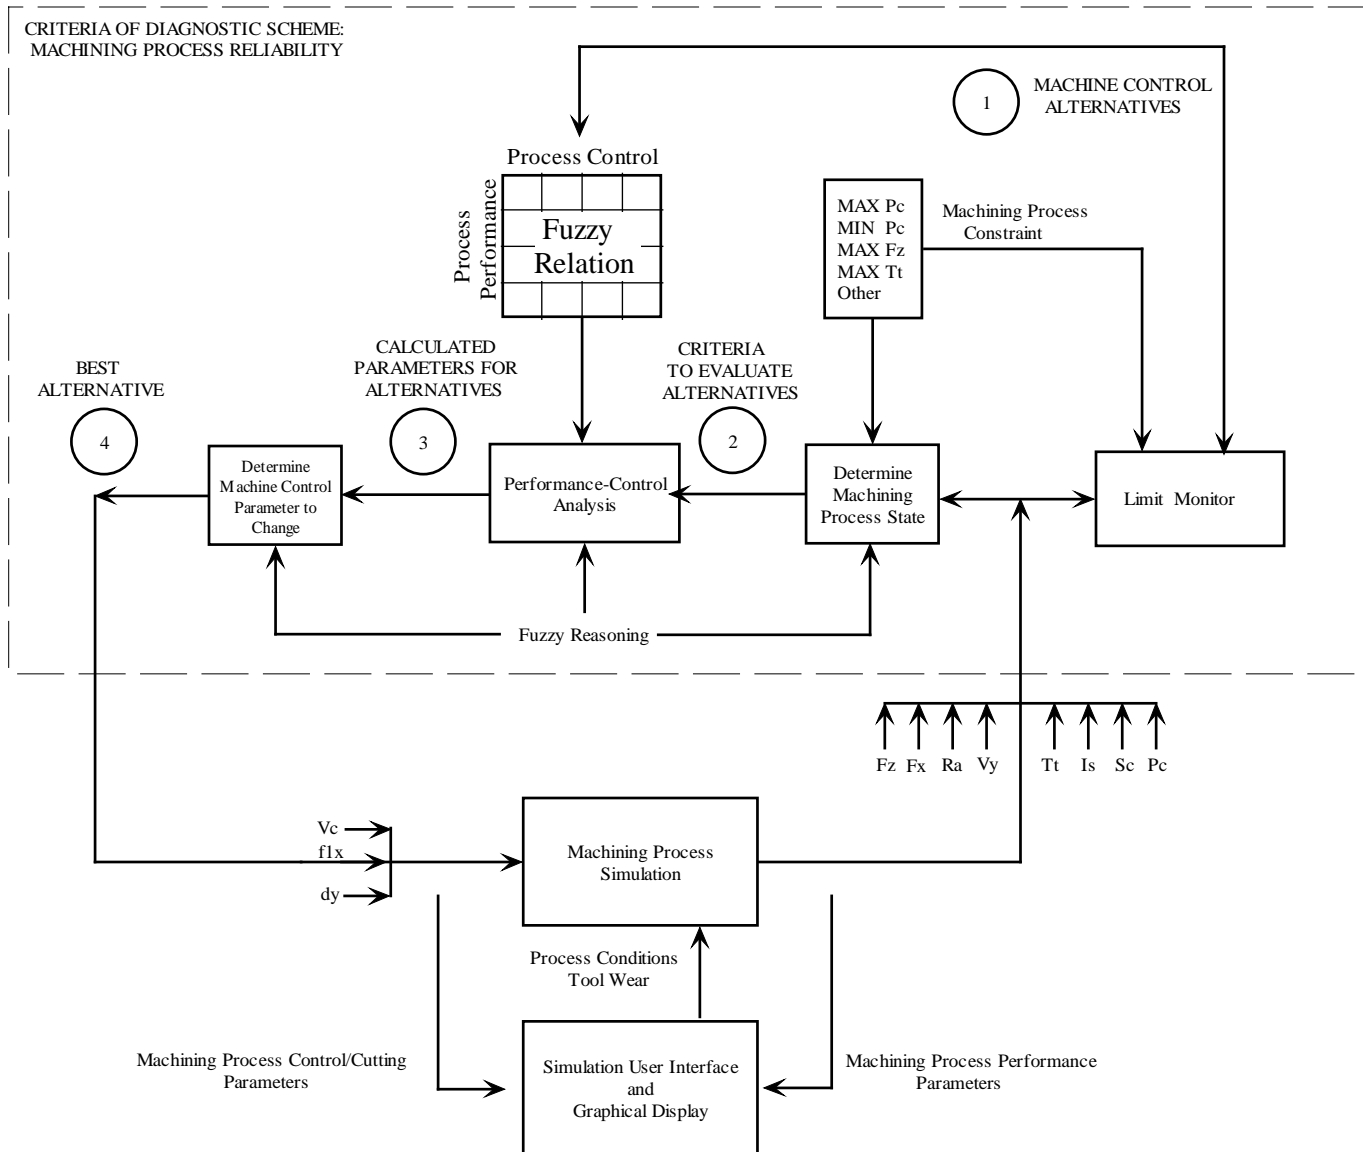 CRITERIA OF DIAGNOSTIC SCHEME:
MACHINING PROCESS RELIABILITY
1
MACHINE CONTROL
ALTERNATIVES
Process Control
Process
Performance
Fuzzy
Relation
MAX Pc
MIN Pc
MAX Fz
MAX Tt
Other
Machining Process
Constraint
BEST
ALTERNATIVE
4
CALCULATED
PARAMETERS FOR
ALTERNATIVES
3
CRITERIA
TO EVALUATE
ALTERNATIVES
2
Determine
Machine Control
Parameter to
Change
Performance-Control
Analysis
Determine
Machining
Process State
Limit Monitor
Fuzzy Reasoning
Fz Fx Ra Vy Tt Is Sc Pc
Vc
f1x
dy
Machining Process
Simulation
Process Conditions
Tool Wear
Machining Process Control/Cutting
Parameters
Simulation User Interface
and
Graphical Display
Machining Process Performance
Parameters